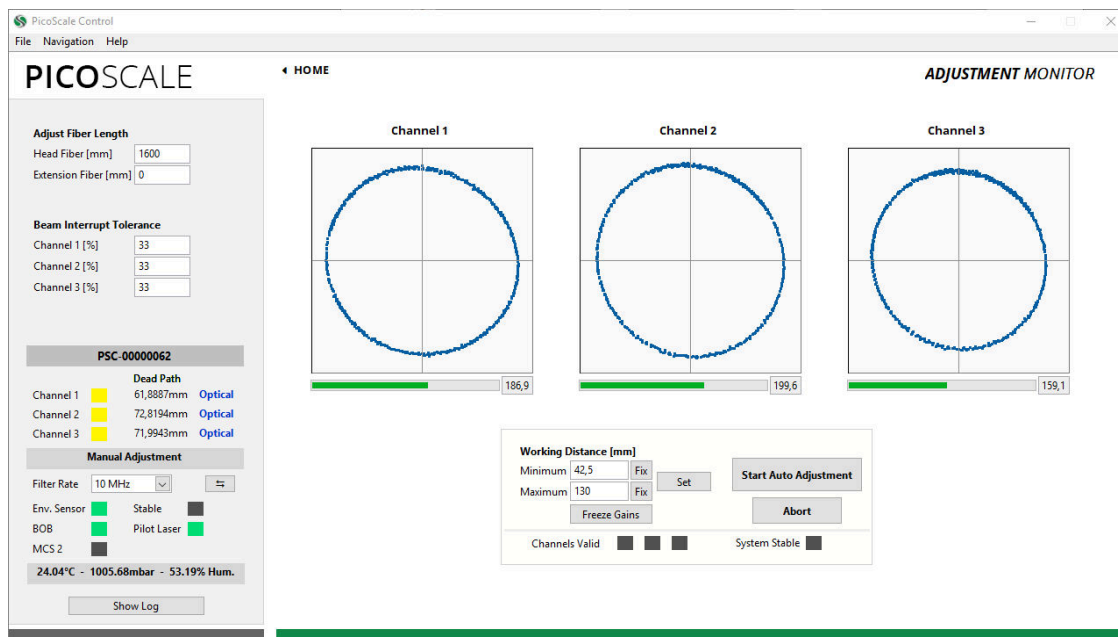 PicoScale Control
File Navigation Help
PICOSCALE
HOME
ADJUSTMENT MONITOR
Adjust Fiber Length
Head Fiber [mm] 1600
Extension Fiber [mm] 0
Beam Interrupt Tolerance
Channel 1 [%] 33
Channel 2 [%] 33
Channel 3 [%] 33
PSC-00000062
Dead Path
Channel 1 61,8887mm Optical
Channel 2 72,8194mm Optical
Channel 3 71,9943mm Optical
Manual Adjustment
Filter Rate 10 MHz
Env. Sensor Stable
BOB Pilot Laser
MCS 2
24.04°C - 1005.68mbar - 53.19% Hum.
Show Log
Channel 1 Channel 2 Channel 3
186,9 199,6 159,1
Working Distance [mm]
Minimum 42,5 Fix
Maximum 130 Fix
Set
Freeze Gains
Start Auto Adjustment
Abort
Channels Valid System Stable